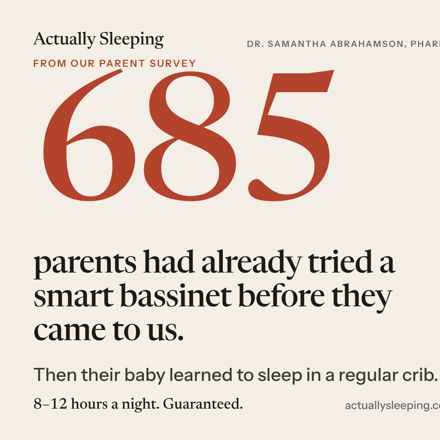 Actually Sleeping
DR. SAMANTHA ABRAHAMSON,
FROM OUR PARENT SURVEY
685
parents had already tried a
smart bassinet before they
came to us.
Then their baby learned to sleep in a regular crib.
8–12 hours a night. Guaranteed.
actuallysleeping.co